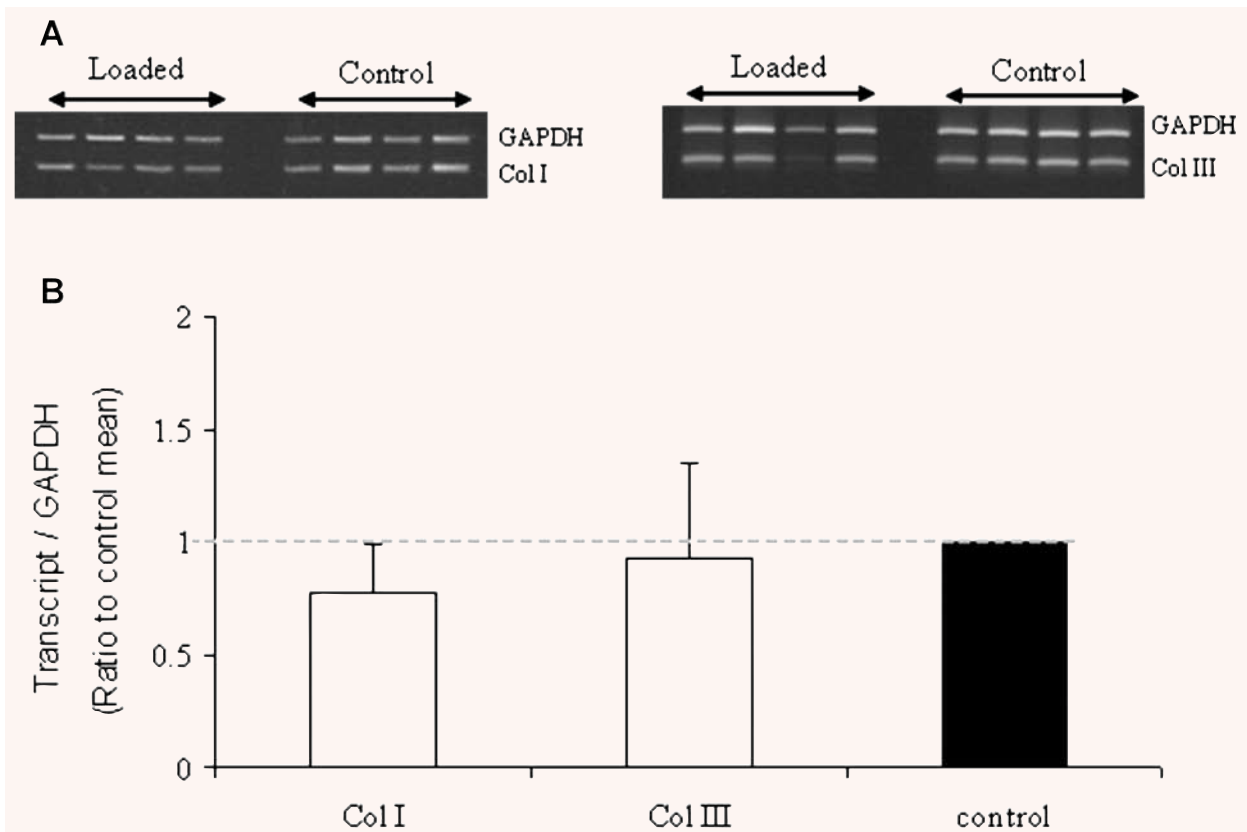 A
Loaded
Control
GAPDH
Col I
Loaded
Control
GAPDH
Col III
B
Transcript / GAPDH
(Ratio to control mean)
2
1.5
1
0.5
0
Col I
Col III
control